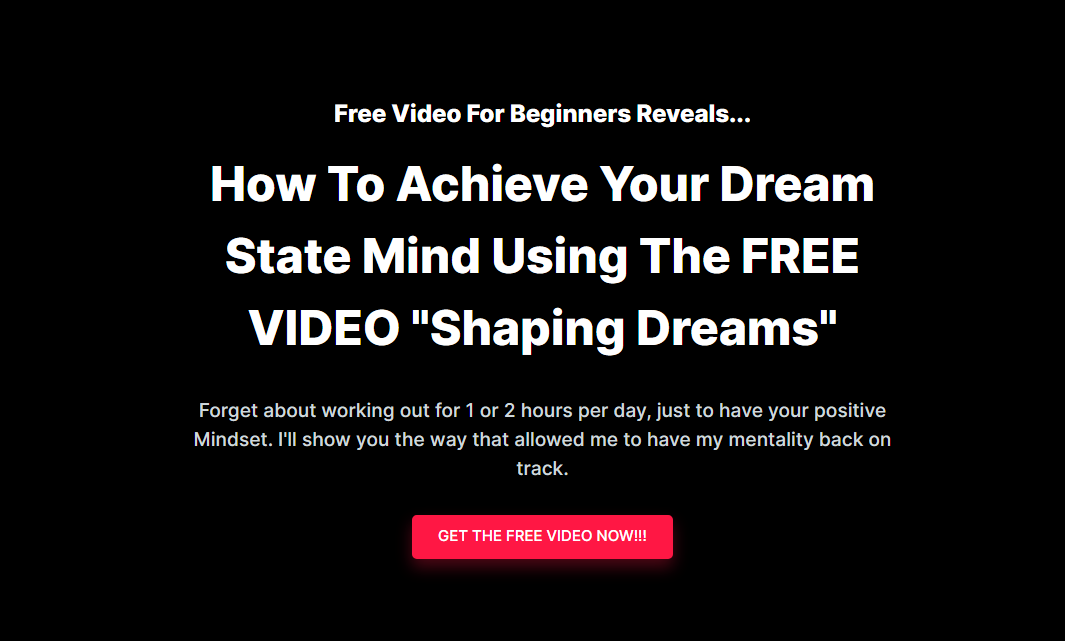 Free Video For Beginners Reveals...
How To Achieve Your Dream
State Mind Using The FREE
VIDEO "Shaping Dreams"
Forget about working out for 1 or 2 hours per day, just to have your positive
Mindset. I'll show you the way that allowed me to have my mentality back on
track.
GET THE FREE VIDEO NOW!!!